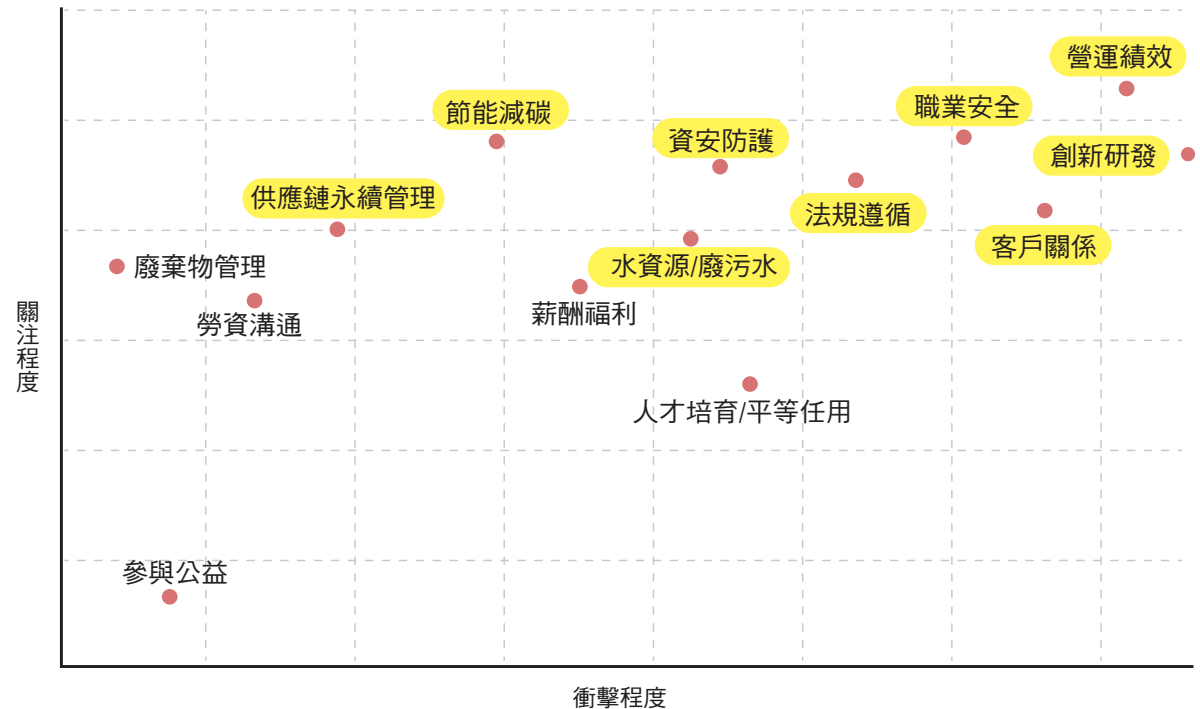 營運績效
職業安全
節能減碳
資安防護
創新研發
供應鏈永續管理
法規遵循
客戶關係
廢棄物管理
水資源/廢污水
勞資溝通
薪酬福利
關注程度
人才培育/平等任用
參與公益
衝擊程度